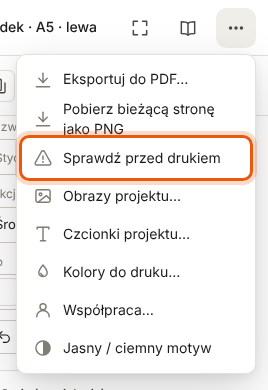 dek · A5 · lewa
Eksportuj do PDF...
Pobierz bieżącą stronę
jako PNG
Sprawdź przed drukiem
Obrazy projektu...
Czcionki projektu...
Kolory do druku...
Współpraca...
Jasny / ciemny motyw